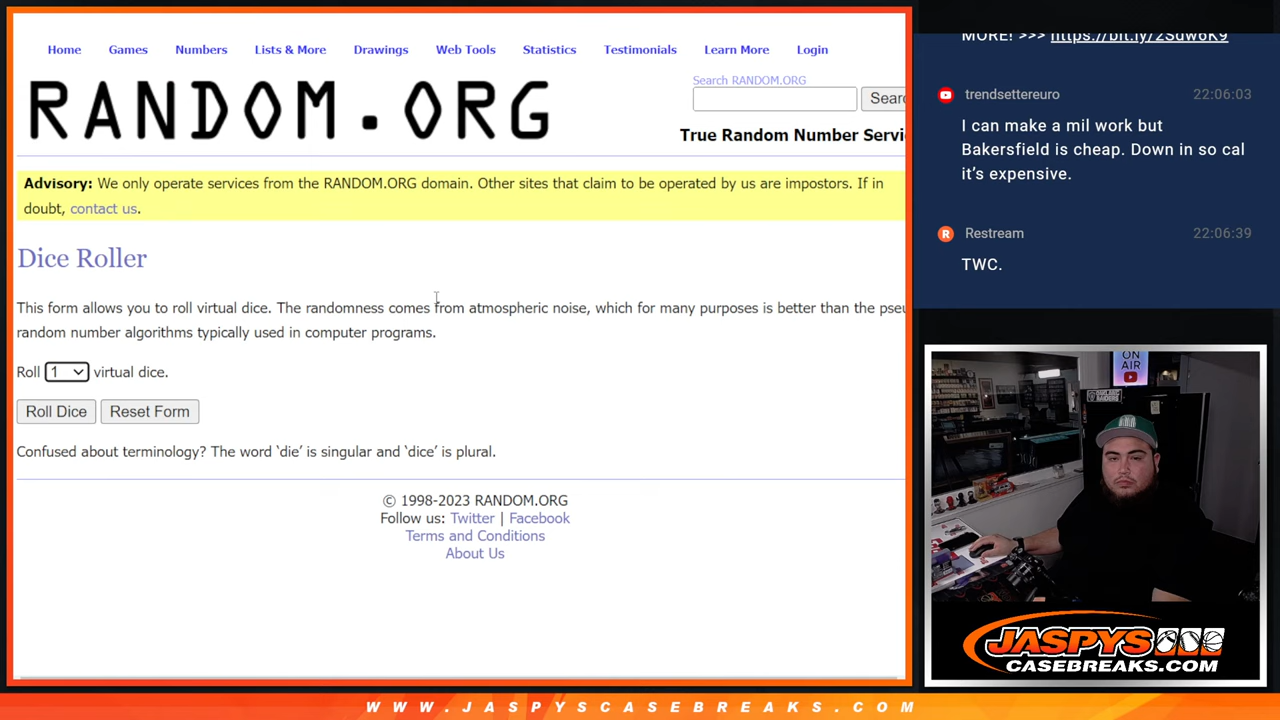 Home Games Numbers Lists & More Drawings Web Tools Statistics Testimonials Learn More Login
RANDOM.ORG
Search RANDOM.ORG
Sear
True Random Number Servi
Advisory: We only operate services from the RANDOM.ORG domain. Other sites that claim to be operated by us are impostors. If in
doubt, contact us.
Dice Roller
This form allows you to roll virtual dice. The randomness comes from atmospheric noise, which for many purposes is better than the pseu
random number algorithms typically used in computer programs.
Roll 1 virtual dice.
Roll Dice Reset Form
Confused about terminology? The word 'die' is singular and 'dice' is plural.
© 1998-2023 RANDOM.ORG
Follow us: Twitter | Facebook
Terms and Conditions
About Us
MORE! >>> https://bit.ly/2Sdw6K9
trendsettereuro 22:06:03
I can make a mil work but
Bakersfield is cheap. Down in so cal
it's expensive.
Restream 22:06:39
TWC.
ON
AIR
JASPYS
CASEBREAKS.COM
WWW.JASPYSCASEBREAKS.COM